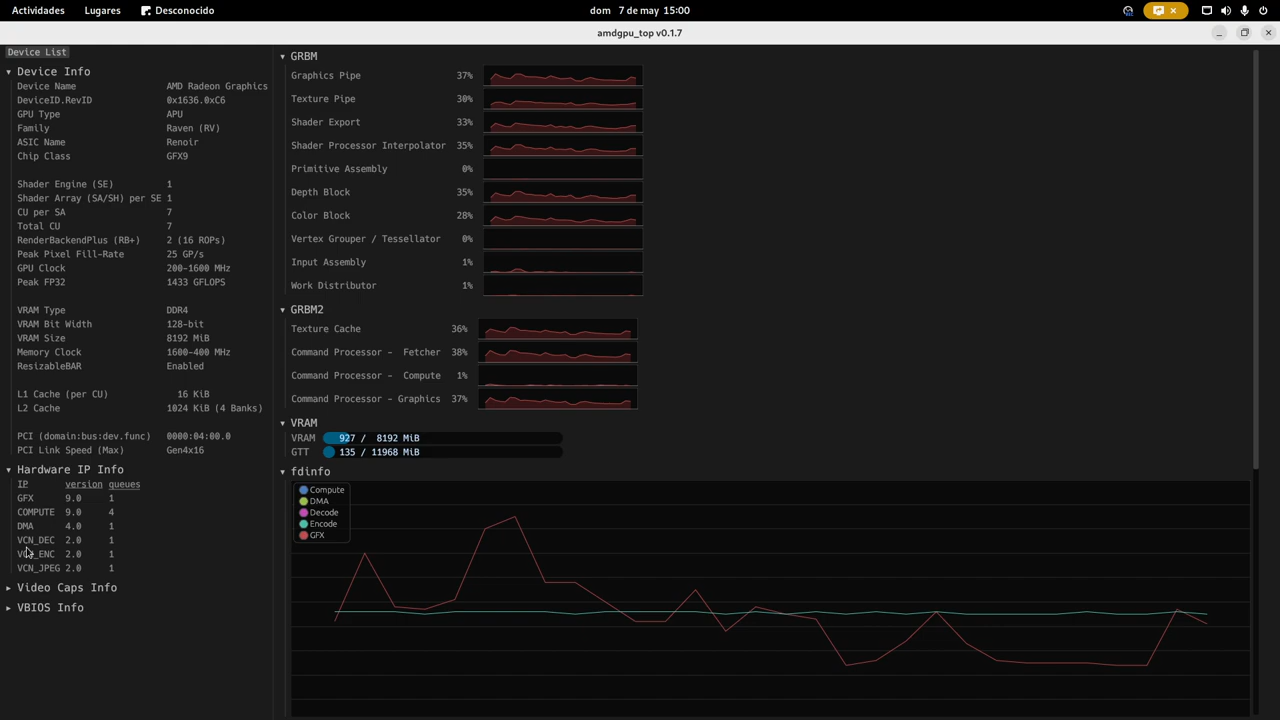 Actividades Lugares Desconocido dom 7 de may 15:00
amdgpu_top v0.1.7
Device List
Device Info
Device Name AMD Radeon Graphics
DeviceID.RevID 0x1636.0xC6
GPU Type APU
Family Raven (RV)
ASIC Name Renoir
Chip Class GFX9
Shader Engine (SE) 1
Shader Array (SA/SH) per SE 1
CU per SA 7
Total CU 7
RenderBackendPlus (RB+) 2 (16 ROPs)
Peak Pixel Fill-Rate 25 GP/s
GPU Clock 200-1600 MHz
Peak FP32 1433 GFLOPS
VRAM Type DDR4
VRAM Bit Width 128-bit
VRAM Size 8192 MiB
Memory Clock 1600-400 MHz
ResizableBAR Enabled
L1 Cache (per CU) 16 KiB
L2 Cache 1024 KiB (4 Banks)
PCI (domain:bus:dev.func) 0000:04:00.0
PCI Link Speed (Max) Gen4x16
Hardware IP Info
IP version queues
GFX 9.0 1
COMPUTE 9.0 4
DMA 4.0 1
VCN_DEC 2.0 1
VCN_ENC 2.0 1
VCN_JPEG 2.0 1
Video Caps Info
VBIOS Info
GRBM
Graphics Pipe 37%
Texture Pipe 30%
Shader Export 33%
Shader Processor Interpolator 35%
Primitive Assembly 0%
Depth Block 35%
Color Block 28%
Vertex Grouper / Tessellator 0%
Input Assembly 1%
Work Distributor 1%
GRBM2
Texture Cache 36%
Command Processor - Fetcher 38%
Command Processor - Compute 1%
Command Processor - Graphics 37%
VRAM
VRAM 927 / 8192 MiB
GTT 135 / 11968 MiB
fdinfo
Compute
DMA
Decode
Encode
GFX